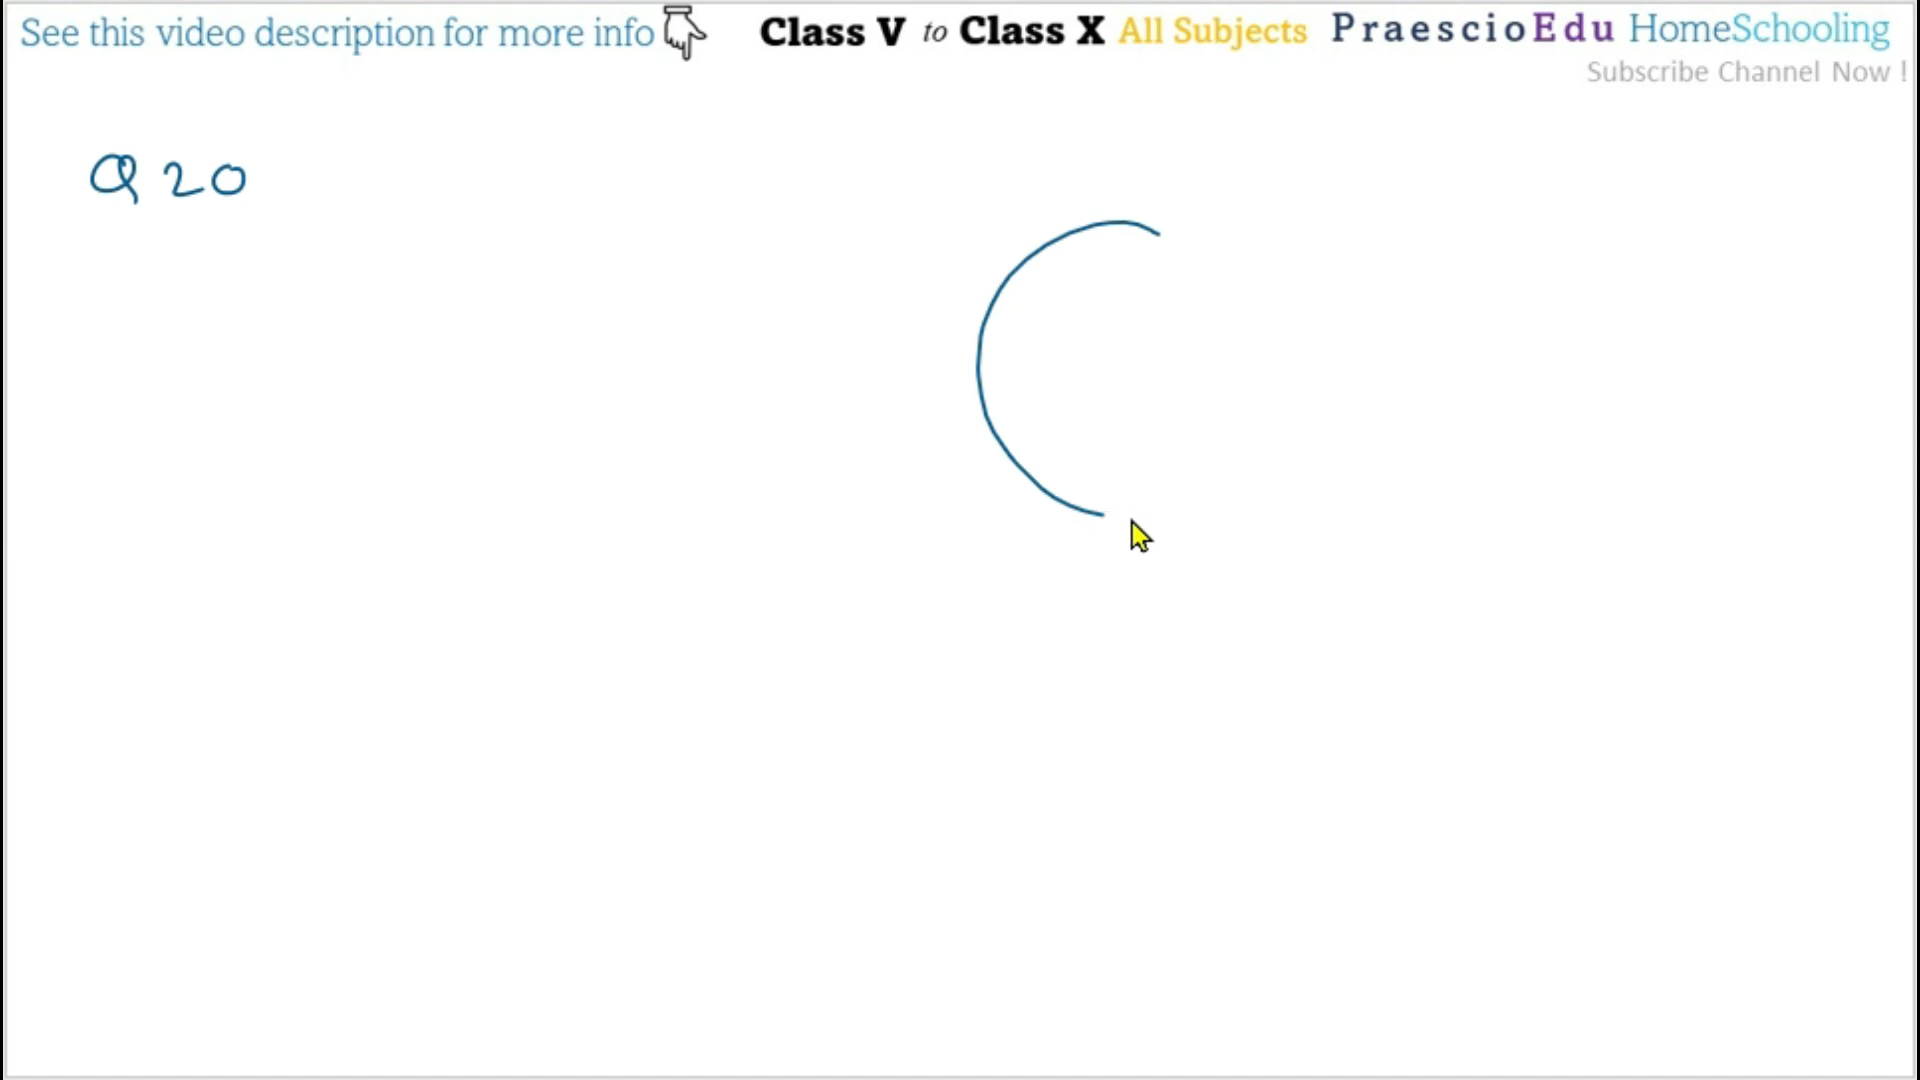 See this video description for more info Class V to Class X All Subjects PraescioEdu HomeSchooling
Subscribe Channel Now !
Q 20